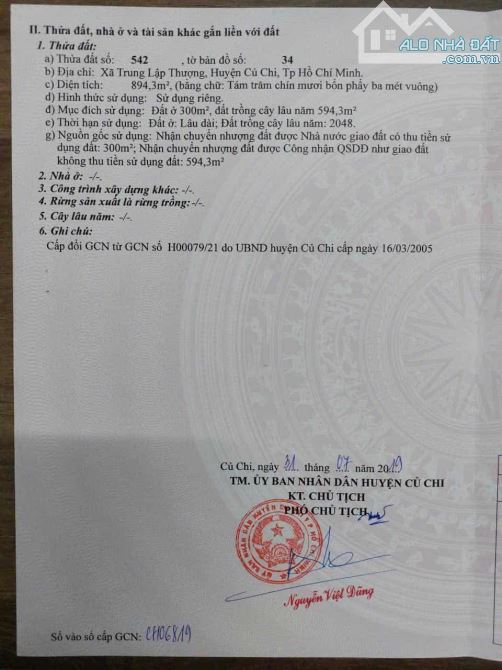 ALO NHÀ ĐẤT
.com.vn
II. Thửa đất, nhà ở và tài sản khác gắn liền với đất
1. Thửa đất:
a) Thửa đất số: 542 , tờ bản đồ số: 34
b) Địa chỉ: Xã Trung Lập Thượng, Huyện Củ Chi, Tp Hồ Chí Minh.
c) Diện tích: 894,3m², (bằng chữ: Tám trăm chín mươi bốn phẩy ba mét vuông)
d) Hình thức sử dụng: Sử dụng riêng.
đ) Mục đích sử dụng: Đất ở 300m², đất trồng cây lâu năm 594,3m²
e) Thời hạn sử dụng: Đất ở: Lâu dài; Đất trồng cây lâu năm: 2048.
g) Nguồn gốc sử dụng: Nhận chuyển nhượng đất được Nhà nước giao đất có thu tiền sử
dụng đất: 300m²; Nhận chuyển nhượng đất được Công nhận QSDĐ như giao đất
không thu tiền sử dụng đất: 594,3m²
2. Nhà ở: -/-.
3. Công trình xây dựng khác: -/-.
4. Rừng sản xuất là rừng trồng: -/-.
5. Cây lâu năm: -/-.
6. Ghi chú:
Cấp đổi GCN từ GCN số H00079/21 do UBND huyện Củ Chi cấp ngày 16/03/2005
Củ Chi, ngày 31 tháng 07 năm 2019
TM. ỦY BAN NHÂN DÂN HUYỆN CỦ CHI
KT. CHỦ TỊCH
PHÓ CHỦ TỊCH
Nguyễn Việt Dũng
Số vào sổ cấp GCN: CH06819